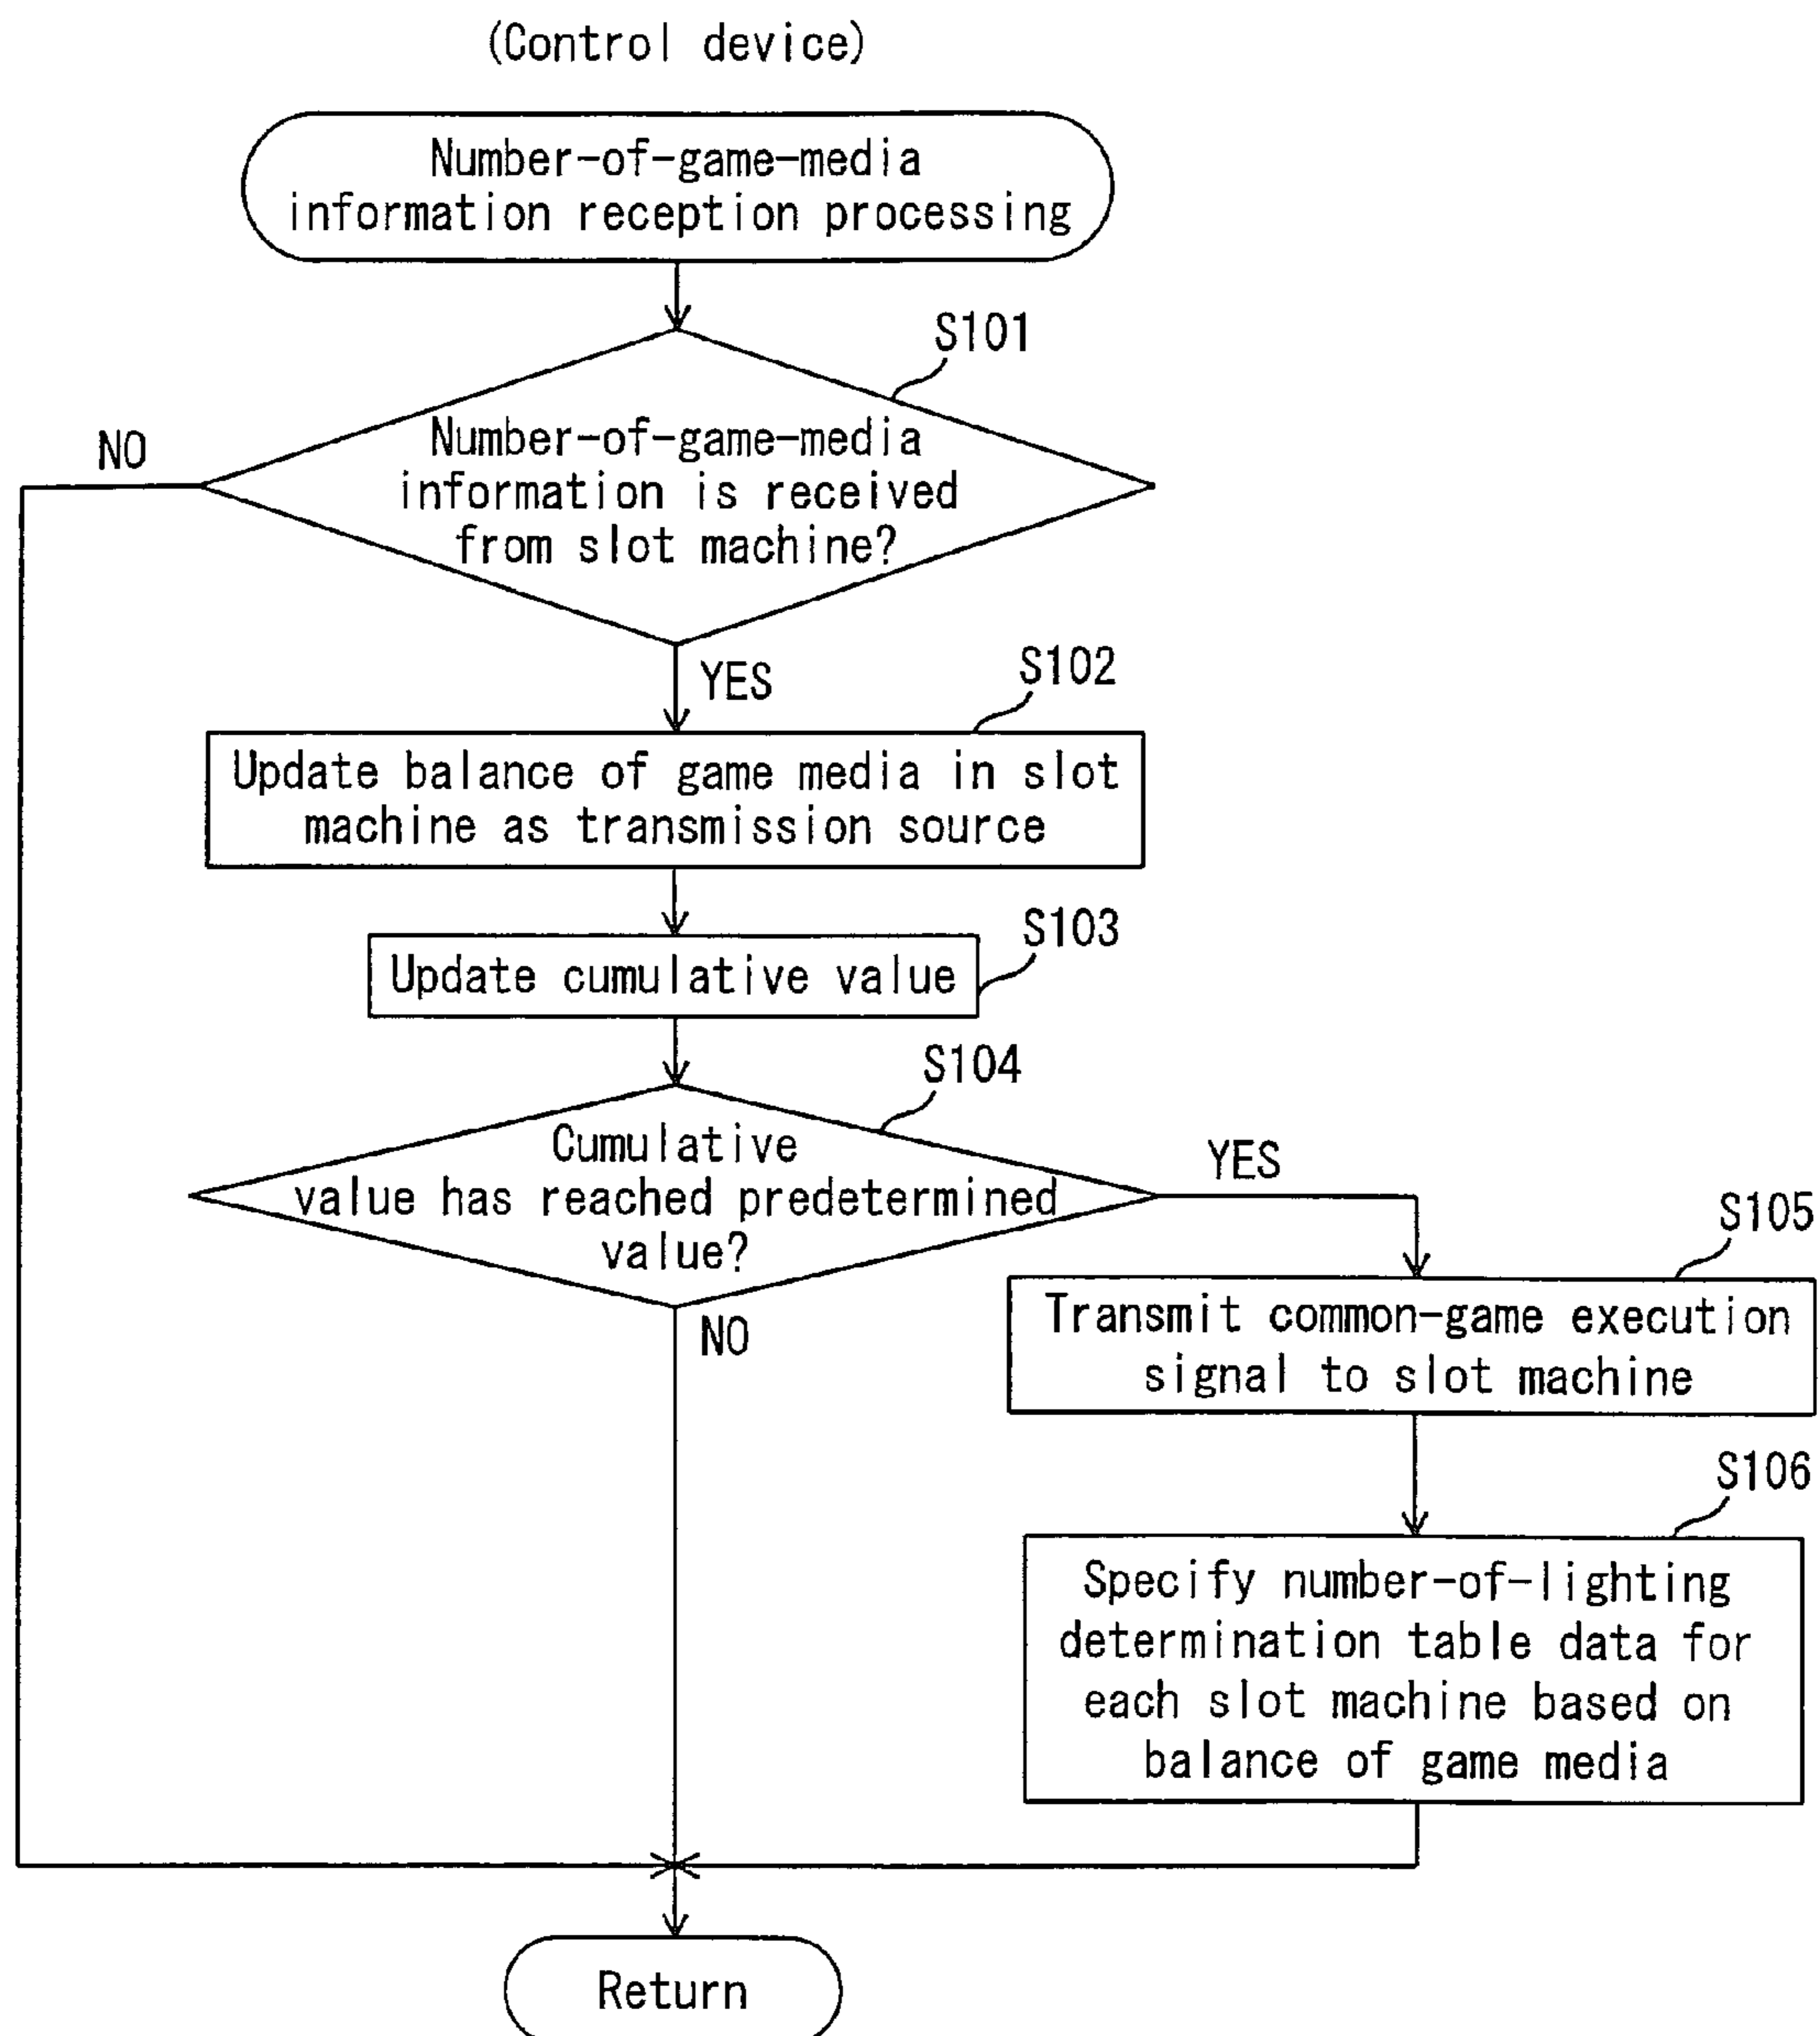 (Control device)
Number-of-game-media
information reception processing
S101
Number-of-game-media
information is received
from slot machine?
NO
YES
S102
Update balance of game media in slot
machine as transmission source
S103
Update cumulative value
S104
Cumulative
value has reached predetermined
value?
YES
NO
S105
Transmit common-game execution
signal to slot machine
S106
Specify number-of-lighting
determination table data for
each slot machine based on
balance of game media
Return